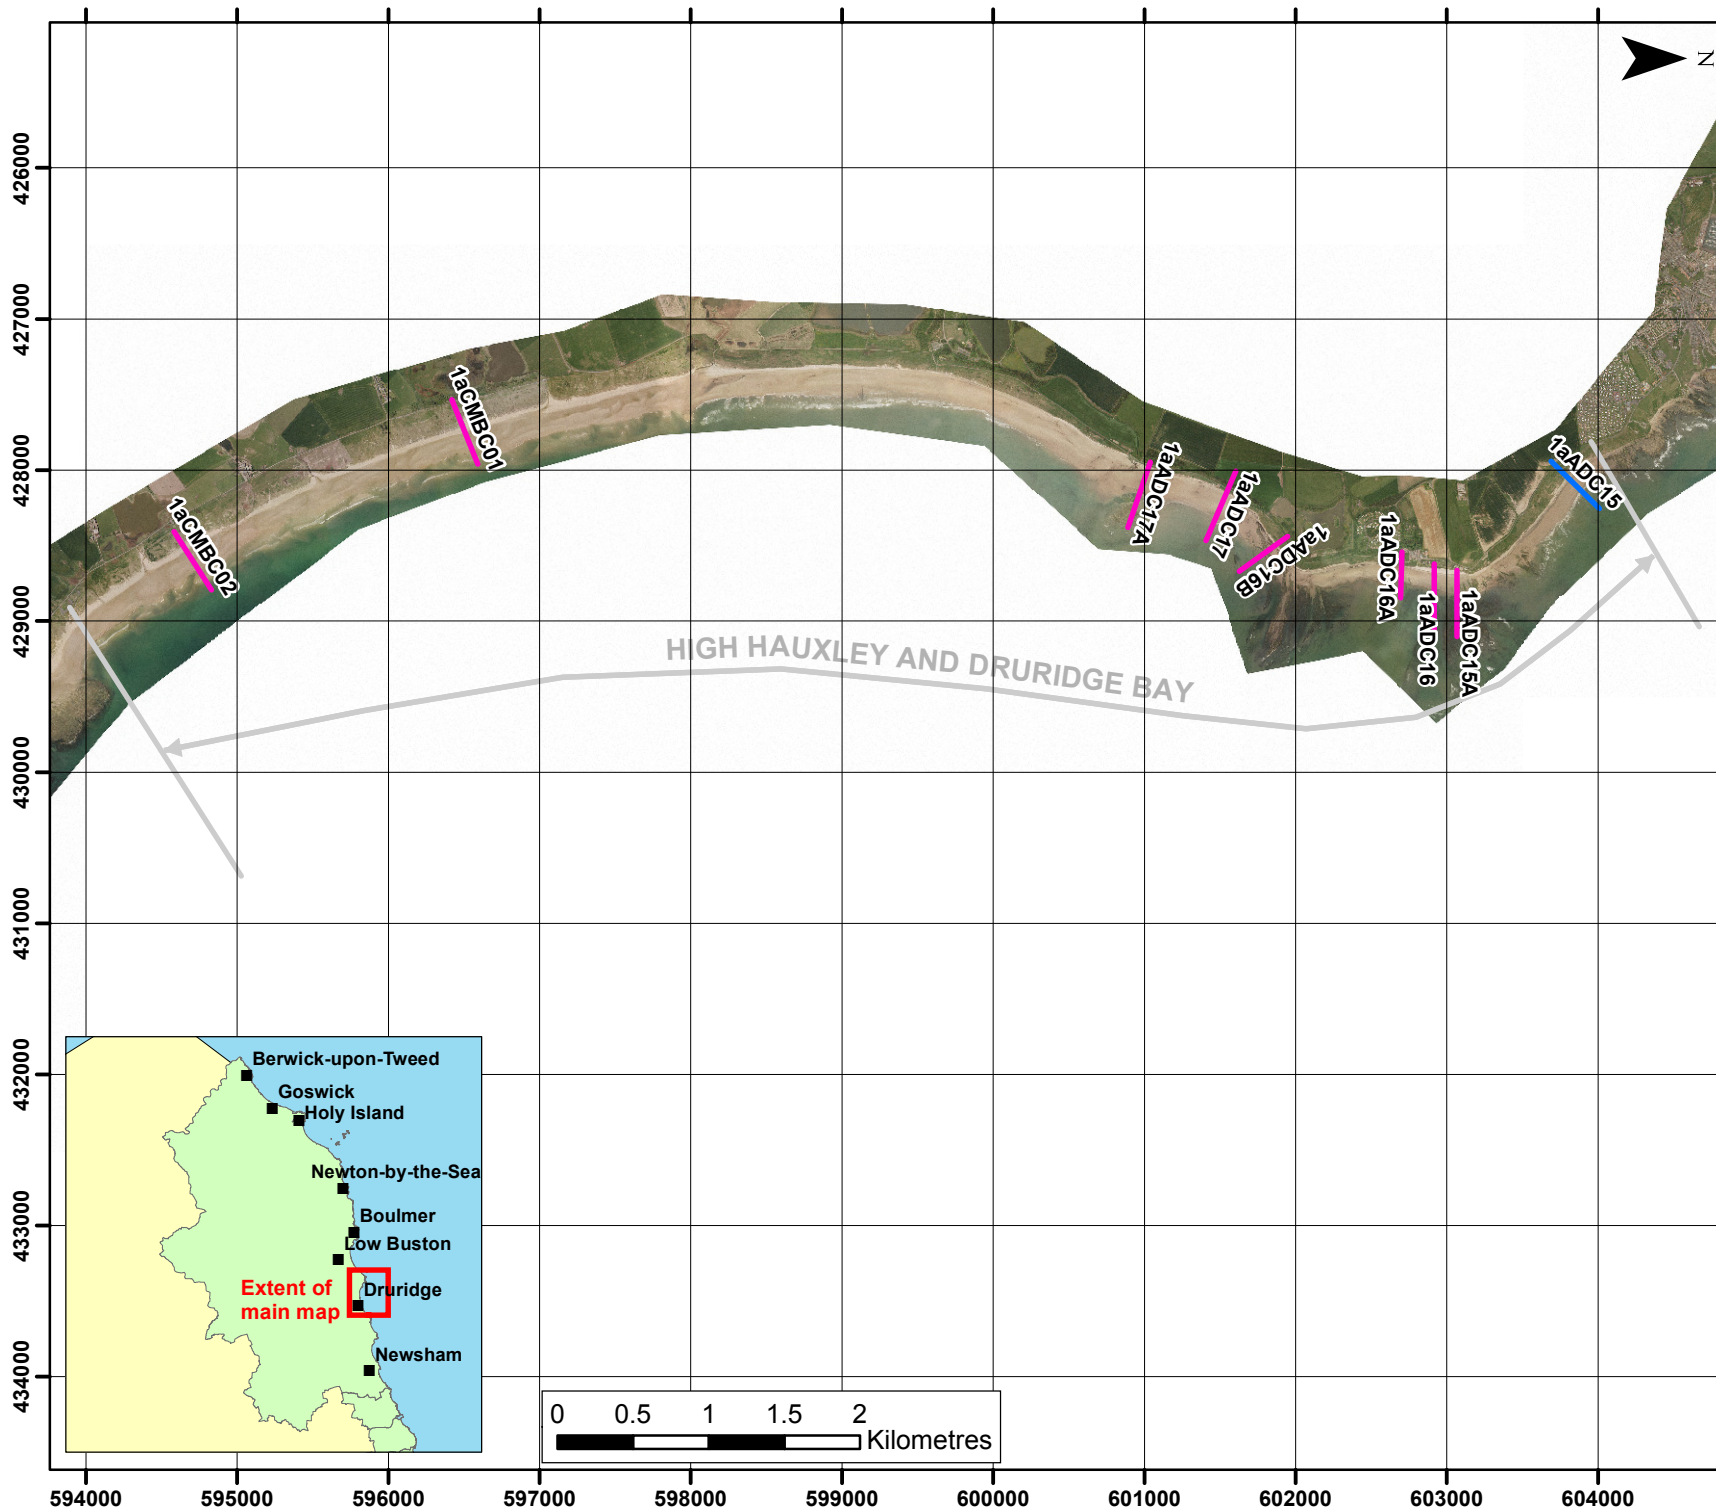 N
426000
427000
428000
429000
430000
431000
432000
433000
434000
1aCMBC02
1aCMBC01
1aADC17A
1aADC17
1aADC16B
1aADC16A
1aADC16
1aADC15A
1aADC15
HIGH HAUXLEY AND DRURIDGE BAY
Berwick-upon-Tweed
Goswick
Holy Island
Newton-by-the-Sea
Boulmer
Low Buston
Extent of
main map
Druridge
Newsham
0 0.5 1 1.5 2
Kilometres
594000 595000 596000 597000 598000 599000 600000 601000 602000 603000 604000